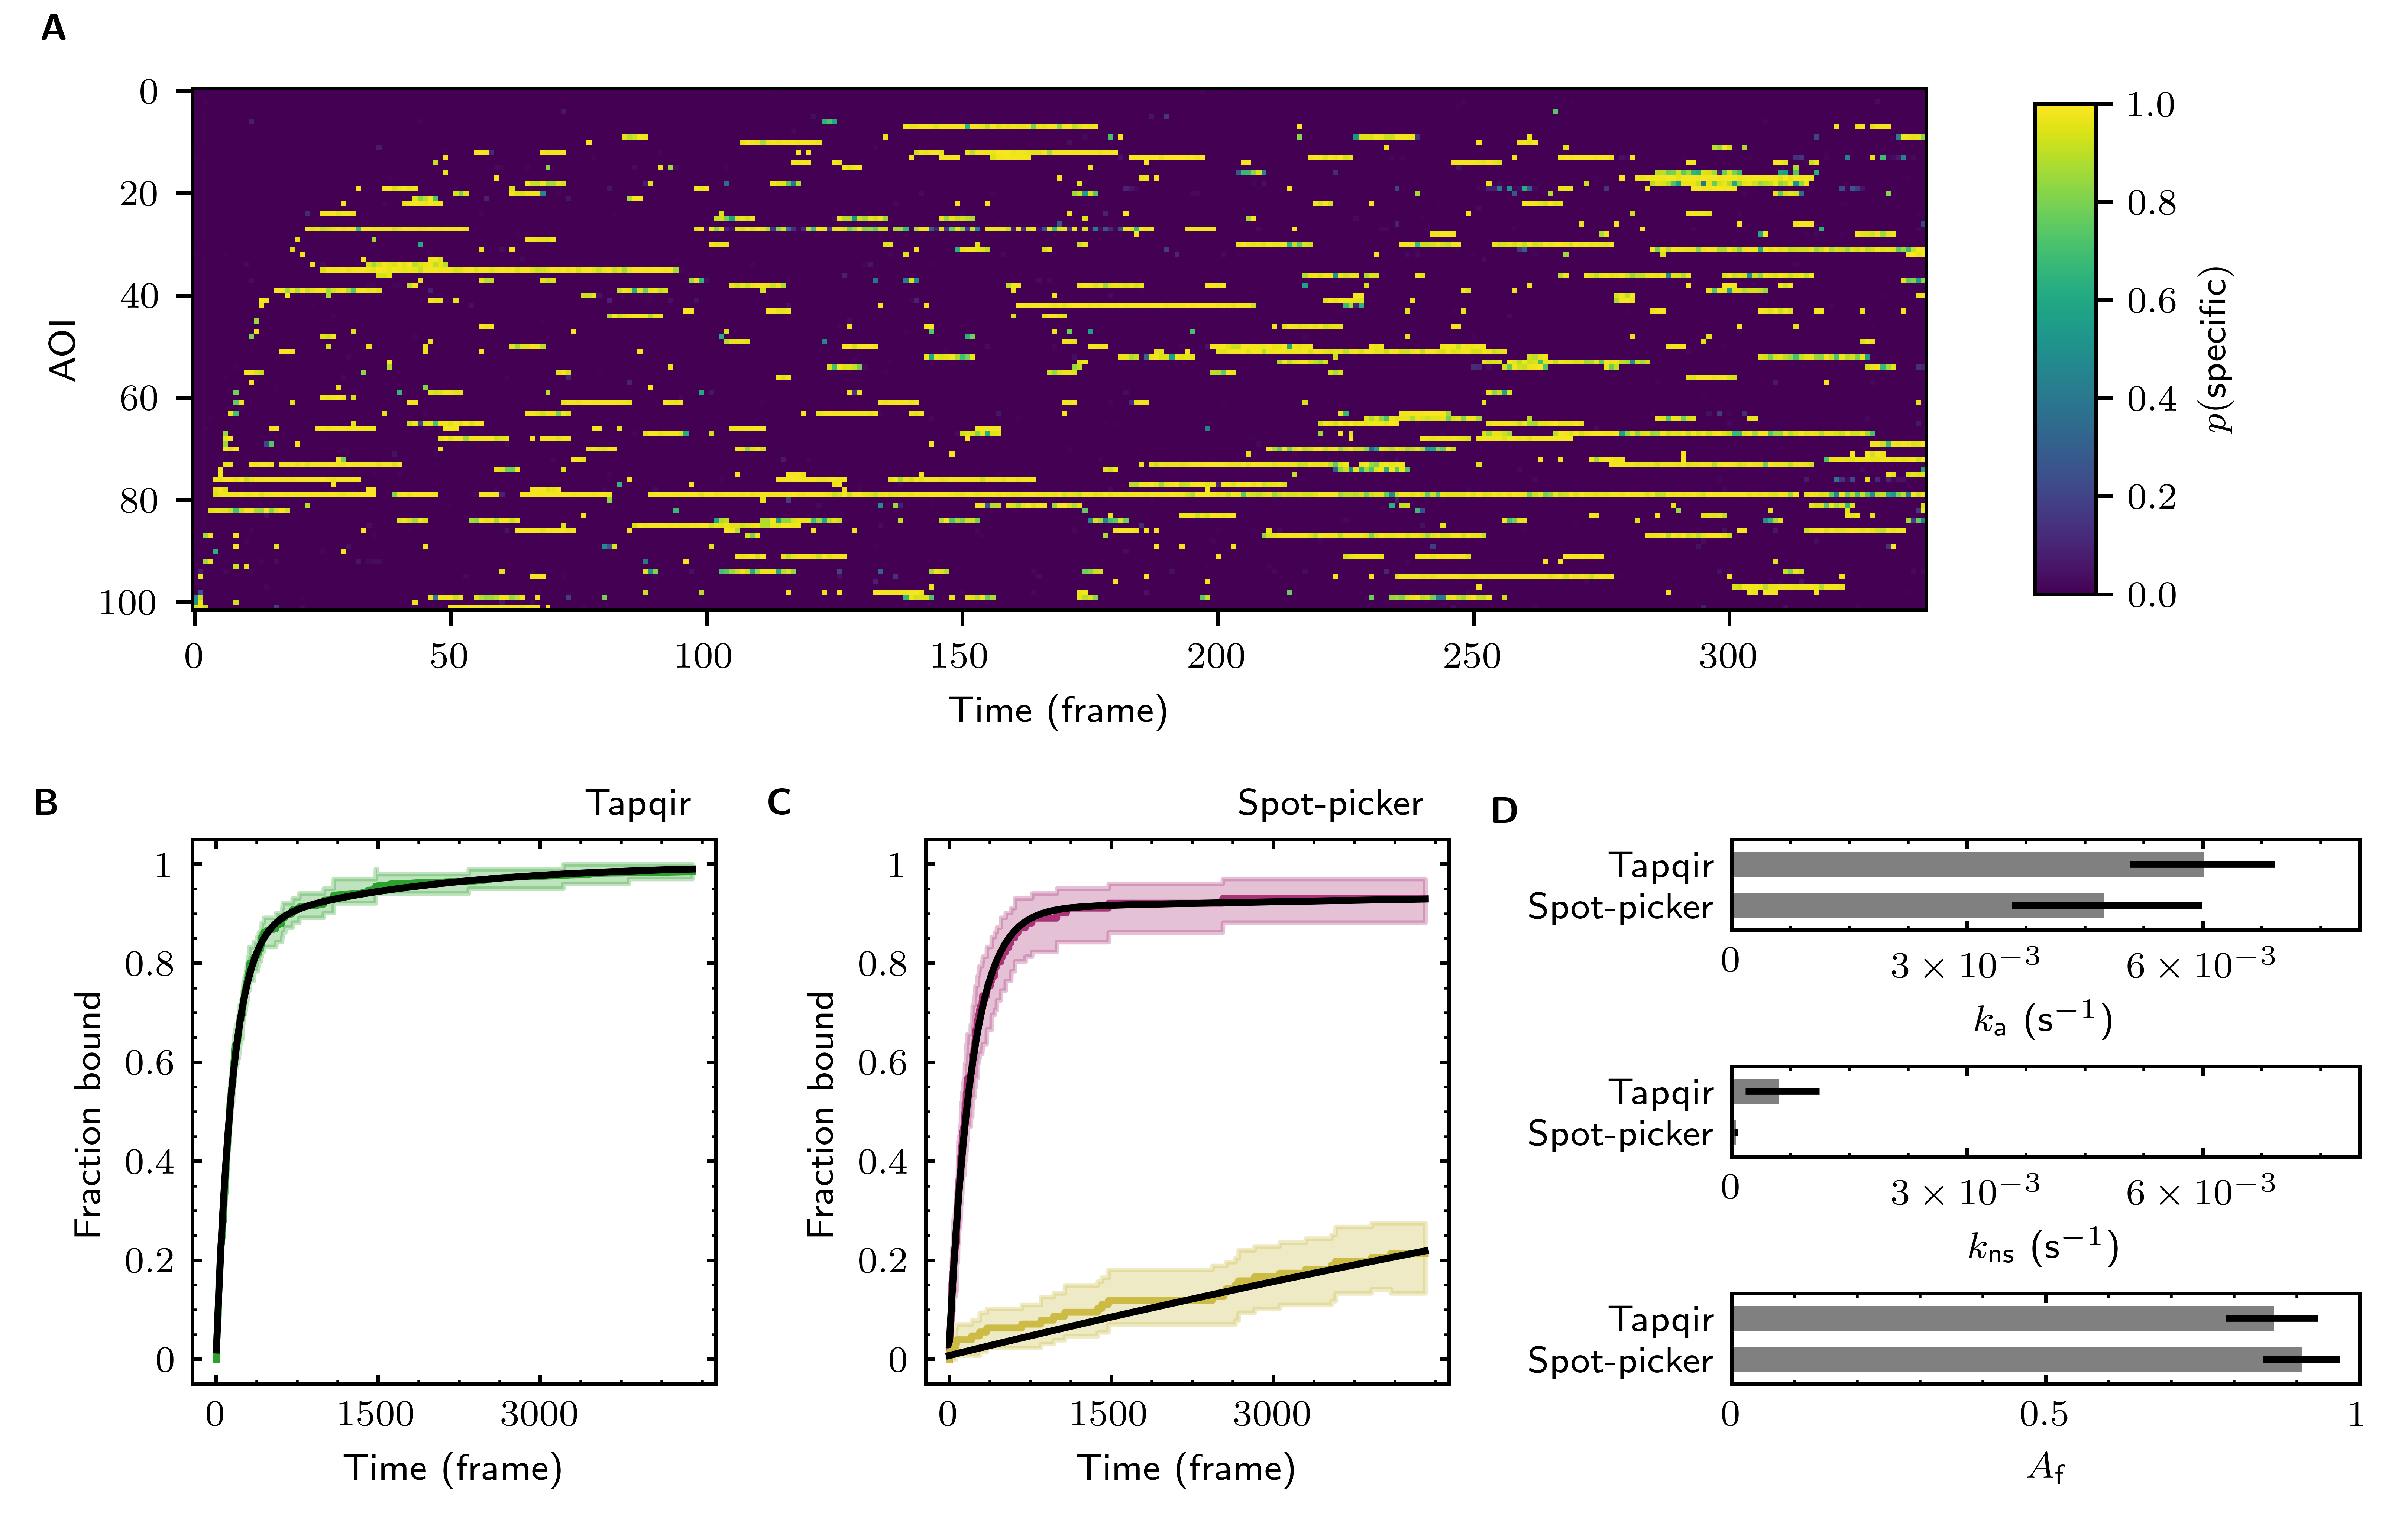 A
0
20
40
60
80
100
AOI
0 50 100 150 200 250 300
Time (frame)
1.0
0.8
0.6
0.4
0.2
0.0
p(specific)
B
Tapqir
1
0.8
0.6
0.4
0.2
0
Fraction bound
0 1500 3000
Time (frame)
C
Spot-picker
1
0.8
0.6
0.4
0.2
0
Fraction bound
0 1500 3000
Time (frame)
D
Tapqir
Spot-picker
0 3 × 10⁻³ 6 × 10⁻³
kₐ (s⁻¹)
Tapqir
Spot-picker
0 3 × 10⁻³ 6 × 10⁻³
kₙₛ (s⁻¹)
Tapqir
Spot-picker
0 0.5 1
A_f